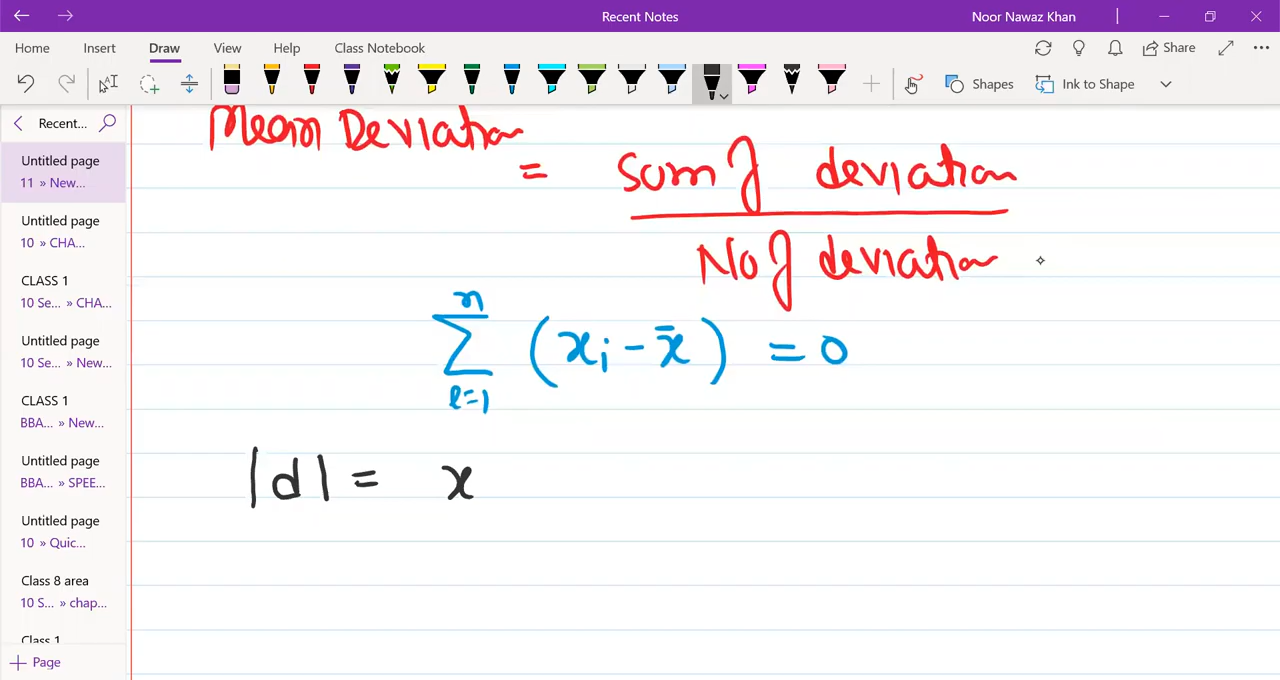 Recent Notes
Noor Nawaz Khan
Home Insert Draw View Help Class Notebook
Share
Shapes
Ink to Shape
Recent...
Untitled page
11 » New...
Untitled page
10 » CHA...
CLASS 1
10 Se... » CHA...
Untitled page
10 Se... » New...
CLASS 1
BBA... » New...
Untitled page
BBA... » SPEE...
Untitled page
10 » Quic...
Class 8 area
10 S... » chap...
Class 1
Page
Mean Deviation
= Sum of deviation
No of deviation
n
∑ (xi - x̄) = 0
i=1
|d| = x